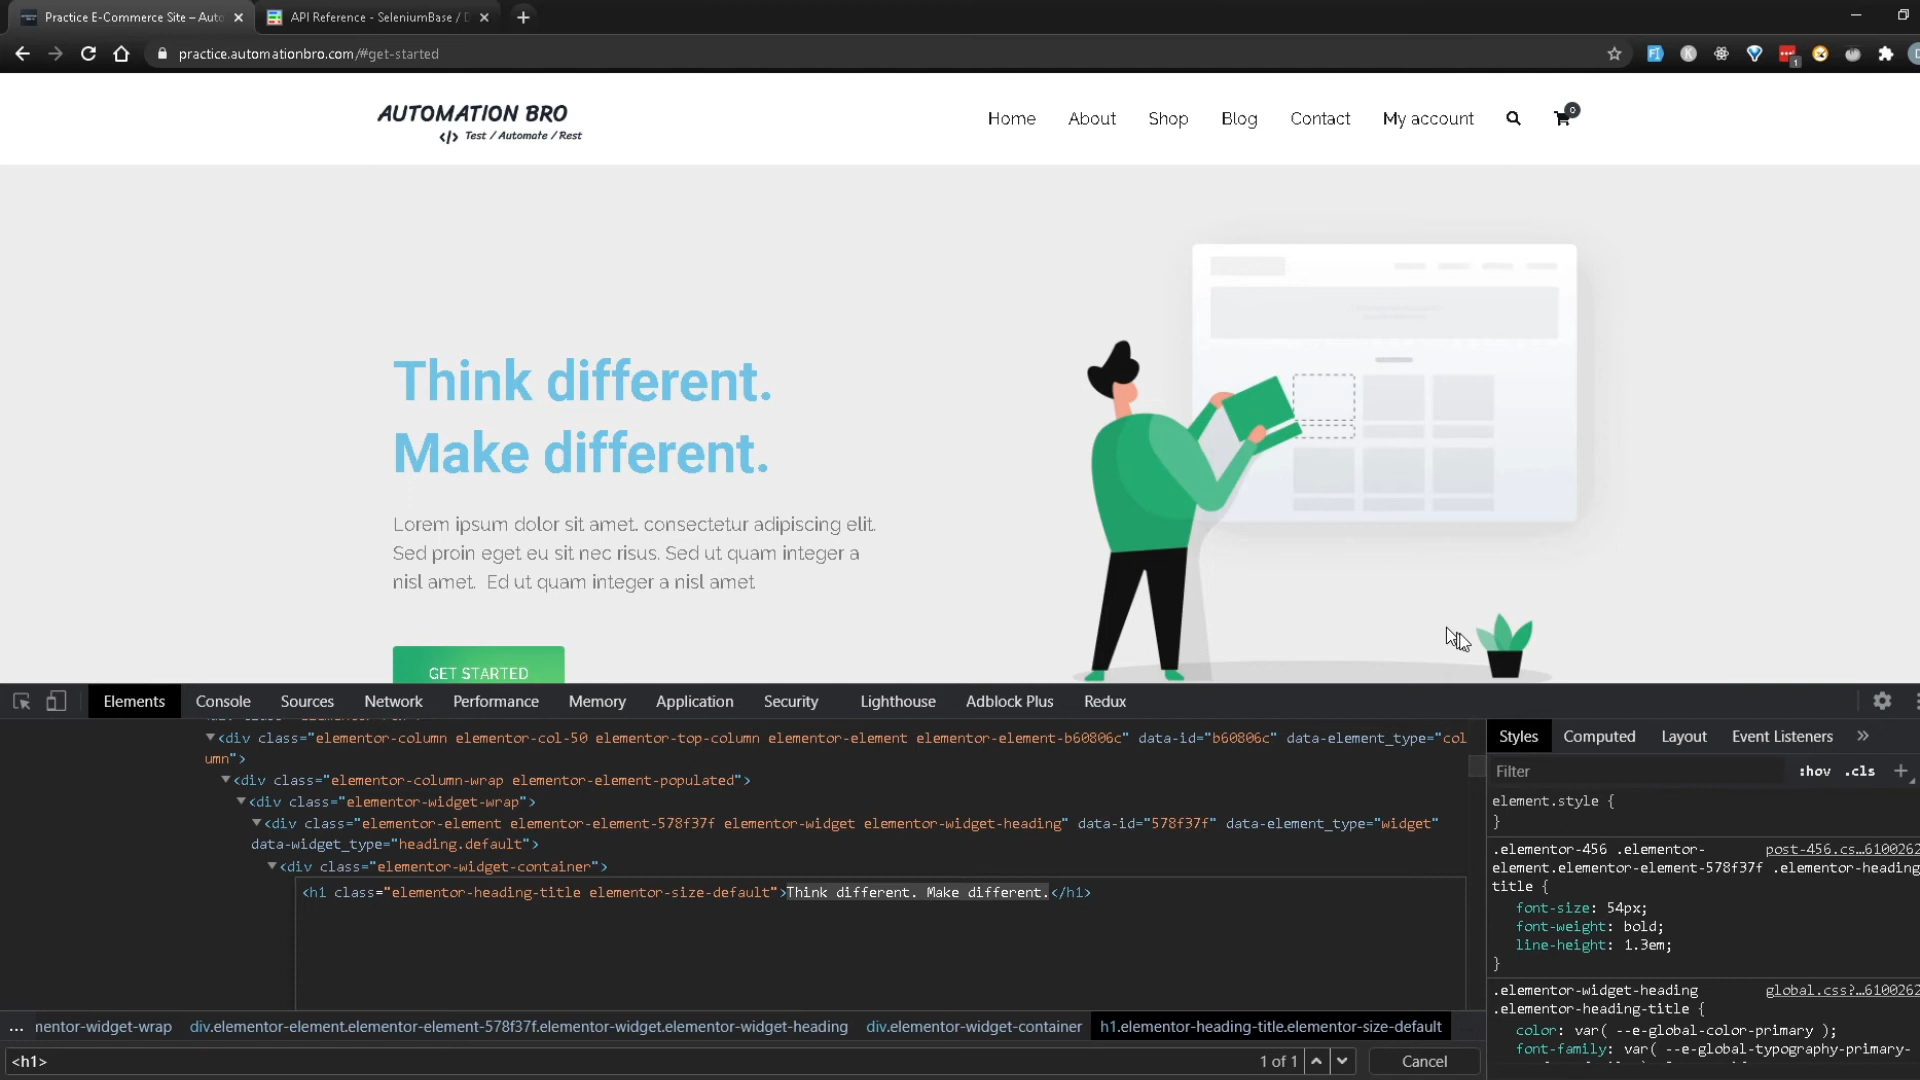 Practice E-Commerce Site – Auto
API Reference - SeleniumBase / D
practice.automationbro.com/#get-started
1
AUTOMATION BRO
</> Test / Automate / Rest
Home
About
Shop
Blog
Contact
My account
0
Think different.
Make different.
Lorem ipsum dolor sit amet, consectetur adipiscing elit.
Sed proin eget eu sit nec risus. Sed ut quam integer a
nisl amet.  Ed ut quam integer a nisl amet
GET STARTED
Elements
Console
Sources
Network
Performance
Memory
Application
Security
Lighthouse
Adblock Plus
Redux
<div class="elementor-column elementor-col-50 elementor-top-column elementor-element elementor-element-b60806c" data-id="b60806c" data-element_type="col
umn">
<div class="elementor-column-wrap elementor-element-populated">
<div class="elementor-widget-wrap">
<div class="elementor-element elementor-element-578f37f elementor-widget elementor-widget-heading" data-id="578f37f" data-element_type="widget"
data-widget_type="heading.default">
<div class="elementor-widget-container">
<h1 class="elementor-heading-title elementor-size-default">Think different. Make different.</h1>
... mentor-widget-wrap
div.elementor-element.elementor-element-578f37f.elementor-widget.elementor-widget-heading
div.elementor-widget-container
h1.elementor-heading-title.elementor-size-default
<h1>
1 of 1
Cancel
Styles
Computed
Layout
Event Listeners
»
Filter
:hov
.cls
+
element.style {
}
.elementor-456 .elementor-
post-456.cs…6100262
element.elementor-element-578f37f .elementor-heading
title {
font-size: 54px;
font-weight: bold;
line-height: 1.3em;
}
.elementor-widget-heading
global.css?…6100262
.elementor-heading-title {
color: var( --e-global-color-primary );
font-family: var( --e-global-typography-primary-